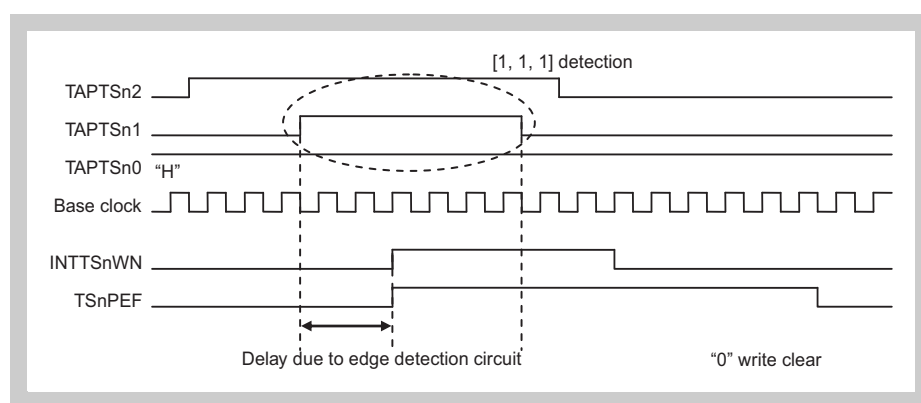 [1, 1, 1] detection
TAPTSn2
TAPTSn1
TAPTSn0 “H”
Base clock
INTTSnWN
TSnPEF
Delay due to edge detection circuit
“0” write clear